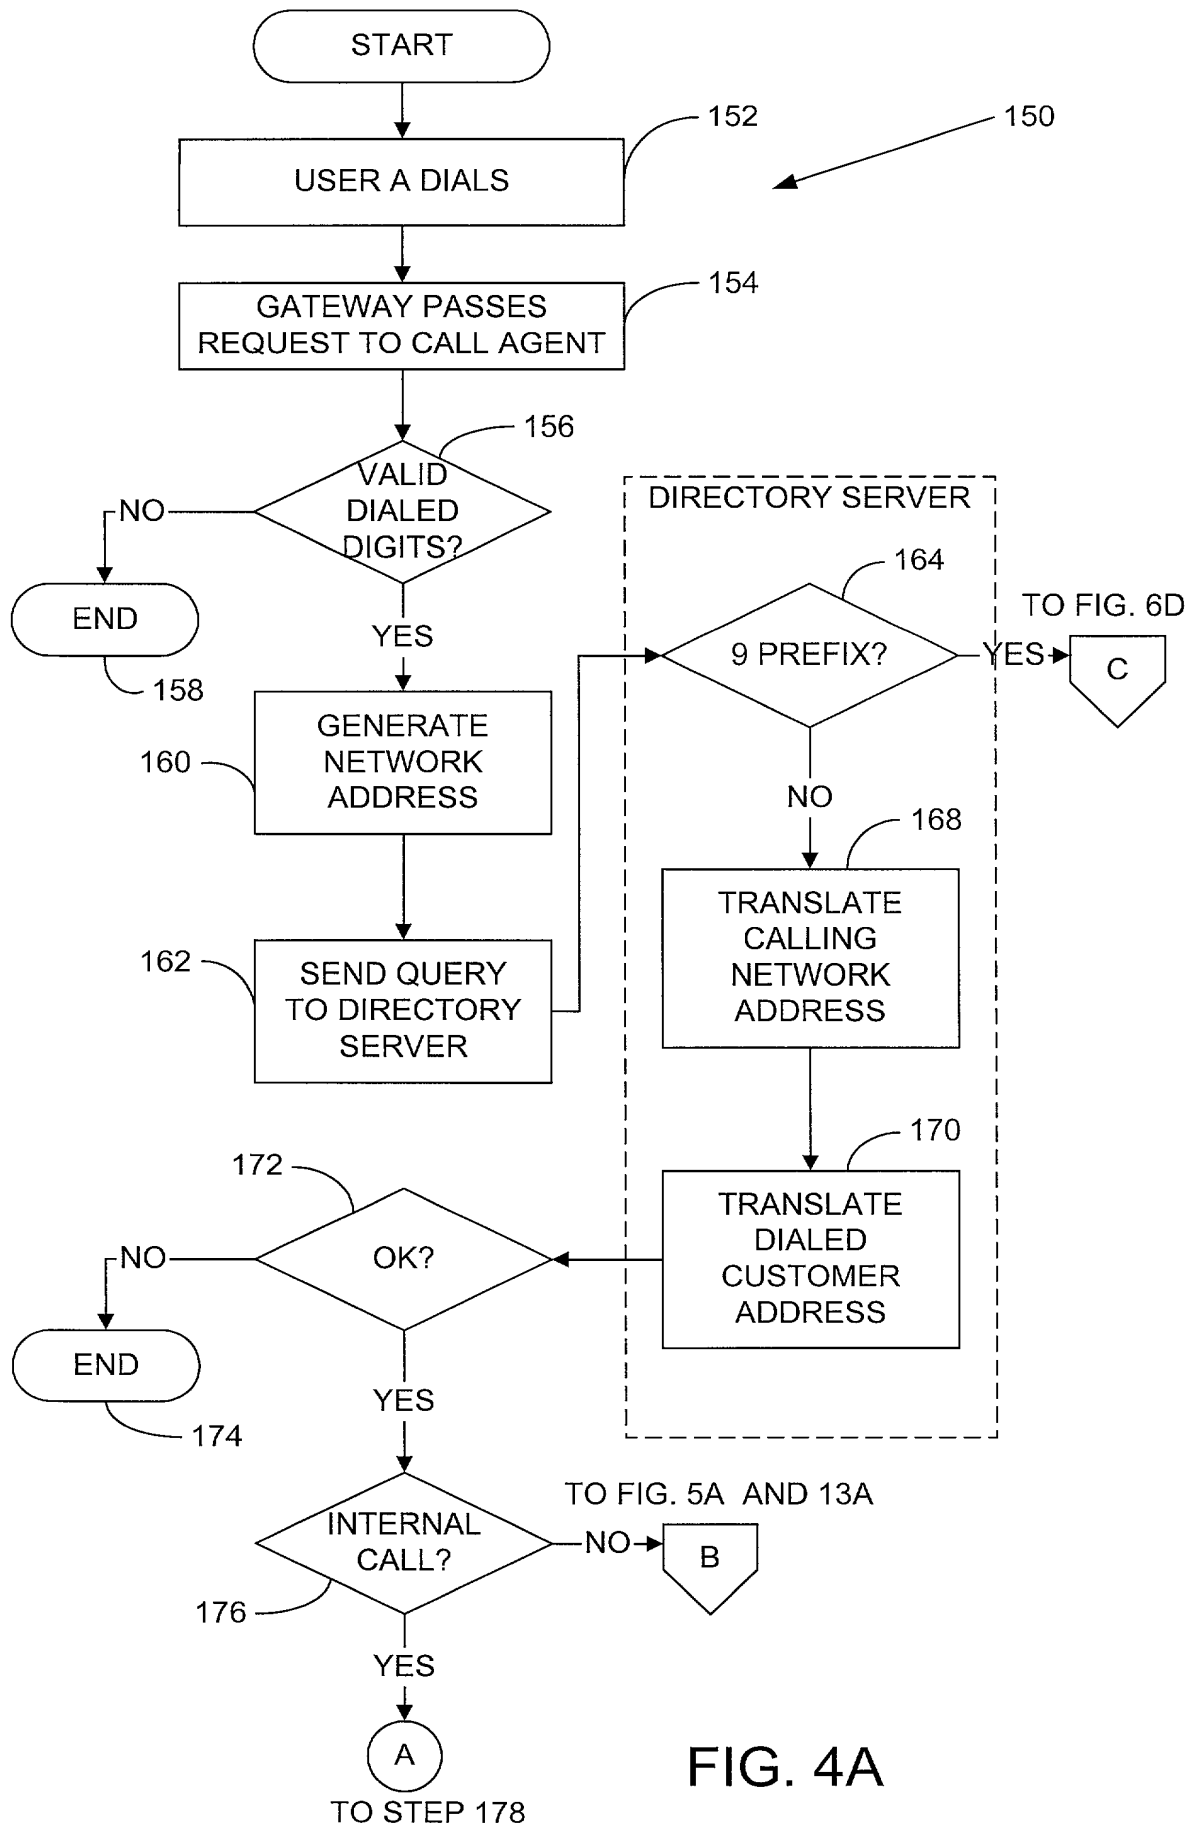 START
152
150
USER A DIALS
154
GATEWAY PASSES
REQUEST TO CALL AGENT
156
VALID
DIALED
DIGITS?
NO
END
158
YES
160
GENERATE
NETWORK
ADDRESS
162
SEND QUERY
TO DIRECTORY
SERVER
DIRECTORY SERVER
164
9 PREFIX?
YES
TO FIG. 6D
C
NO
168
TRANSLATE
CALLING
NETWORK
ADDRESS
170
TRANSLATE
DIALED
CUSTOMER
ADDRESS
172
OK?
NO
END
174
YES
INTERNAL
CALL?
176
NO
TO FIG. 5A AND 13A
B
YES
A
TO STEP 178
FIG. 4A